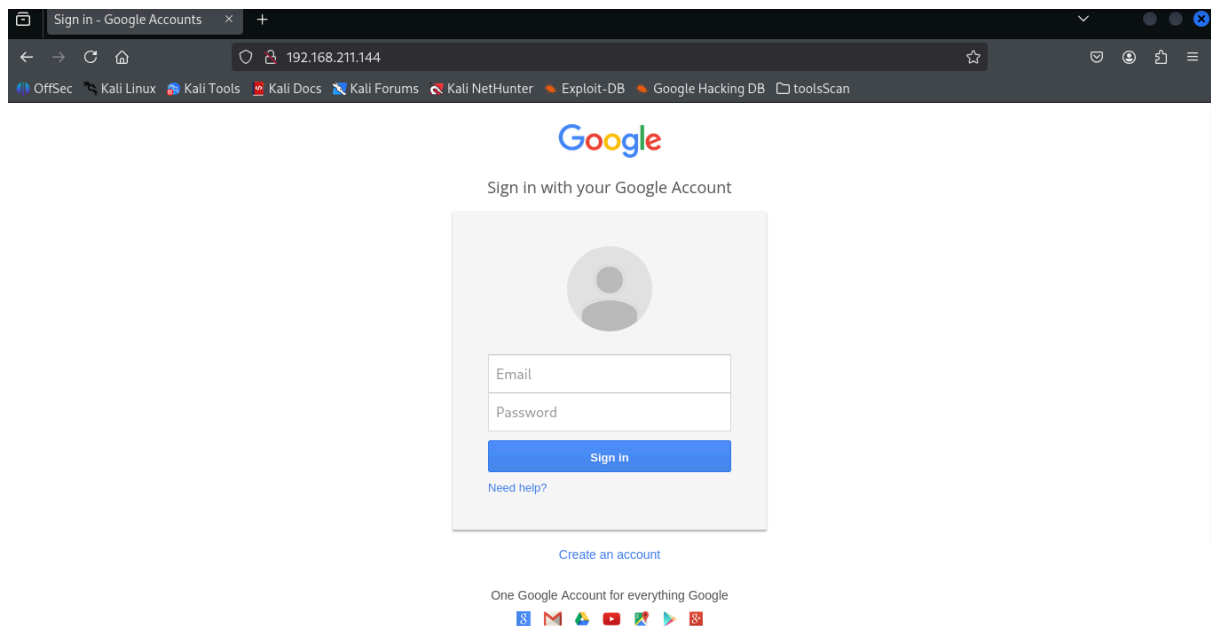 Sign in - Google Accounts
192.168.211.144
OffSec Kali Linux Kali Tools Kali Docs Kali Forums Kali NetHunter Exploit-DB Google Hacking DB toolsScan
Google
Sign in with your Google Account
Email
Password
Sign in
Need help?
Create an account
One Google Account for everything Google